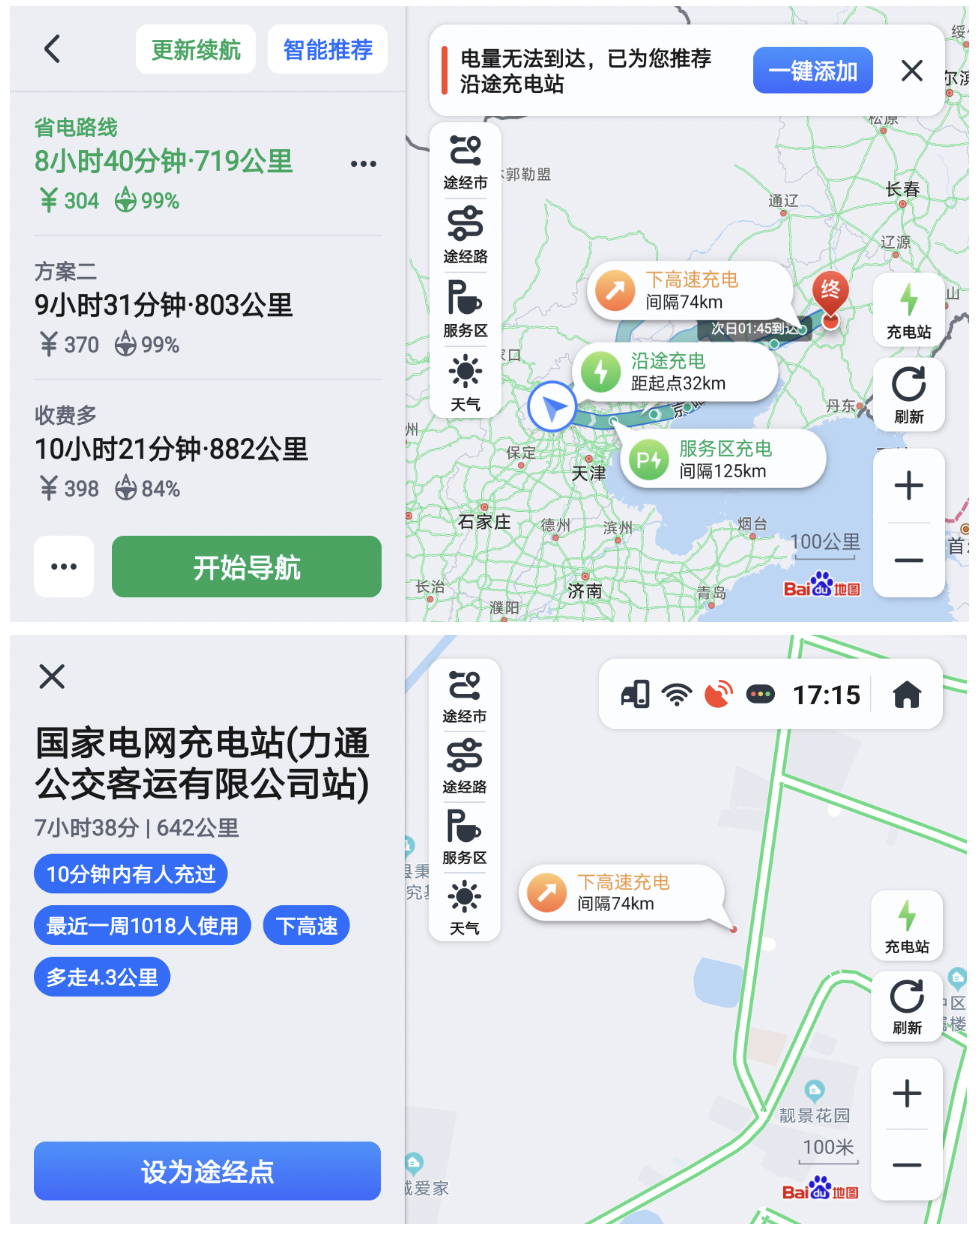 更新续航
智能推荐
省电路线
8小时40分钟·719公里
¥ 304 99%
方案二
9小时31分钟·803公里
¥ 370 99%
收费多
10小时21分钟·882公里
¥ 398 84%
开始导航
电量无法到达，已为您推荐
沿途充电站
一键添加
途经市
途经路
服务区
天气
松原
郭勒盟
长春
通辽
辽源
下高速充电
间隔74km
终
次日01:45到达
沿途充电
距起点32km
服务区充电
间隔125km
充电站
刷新
丹东
保定
天津
石家庄
德州
滨州
烟台
100公里
长治
济南
青岛
濮阳
Bai du 地图
国家电网充电站(力通
公交客运有限公司站)
7小时38分 | 642公里
10分钟内有人充过
最近一周1018人使用
下高速
多走4.3公里
设为途经点
途经市
途经路
服务区
天气
17:15
下高速充电
间隔74km
充电站
刷新
靓景花园
100米
爱家
Bai du 地图